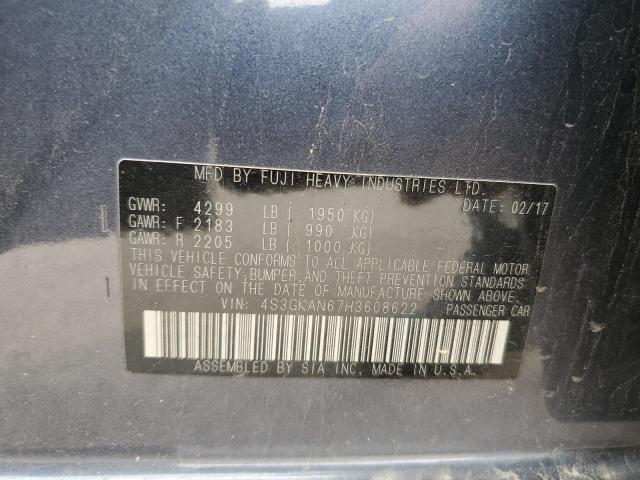 MFD BY FUJI HEAVY INDUSTRIES LTD.
GVWR: 4299 LB ( 1950 KG) DATE: 02/17
GAWR: F 2183 LB ( 990 KG)
GAWR: R 2205 LB ( 1000 KG)
THIS VEHICLE CONFORMS TO ALL APPLICABLE FEDERAL MOTOR
VEHICLE SAFETY, BUMPER, AND THEFT PREVENTION STANDARDS
IN EFFECT ON THE DATE OF MANUFACTURE SHOWN ABOVE.
VIN: 4S3GKAN67H3608622 PASSENGER CAR
ASSEMBLED BY SIA INC. MADE IN U.S.A.